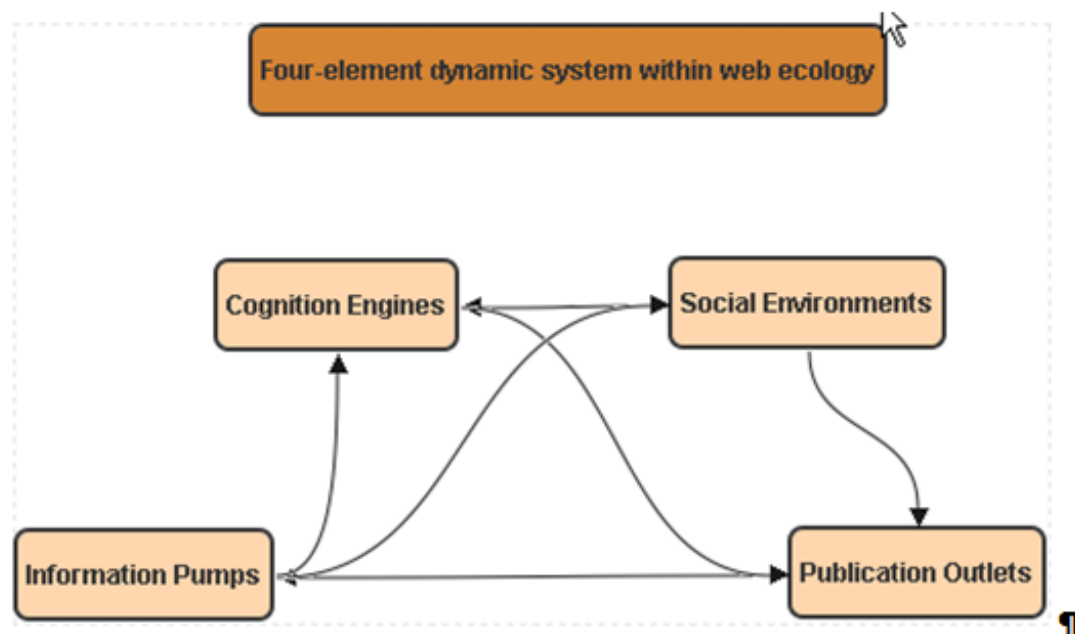 Four-element dynamic system within web ecology
Cognition Engines
Social Environments
Information Pumps
Publication Outlets
¶